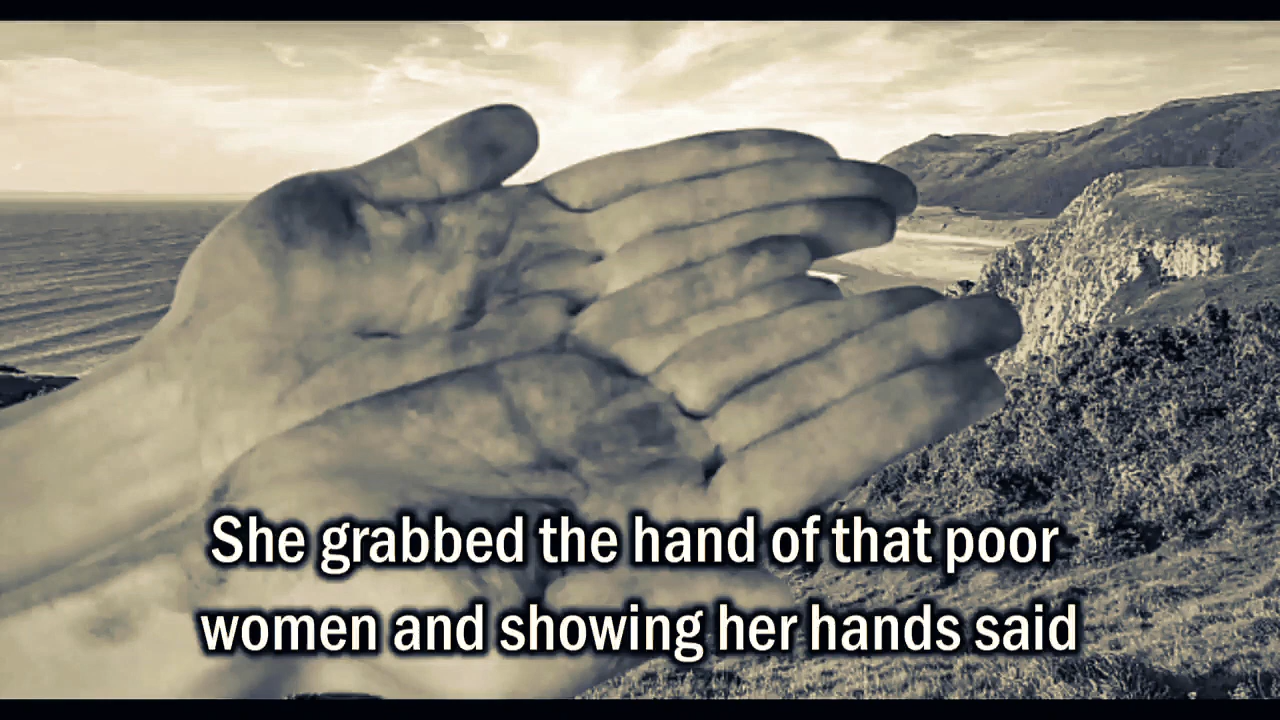 She grabbed the hand of that poor
women and showing her hands said